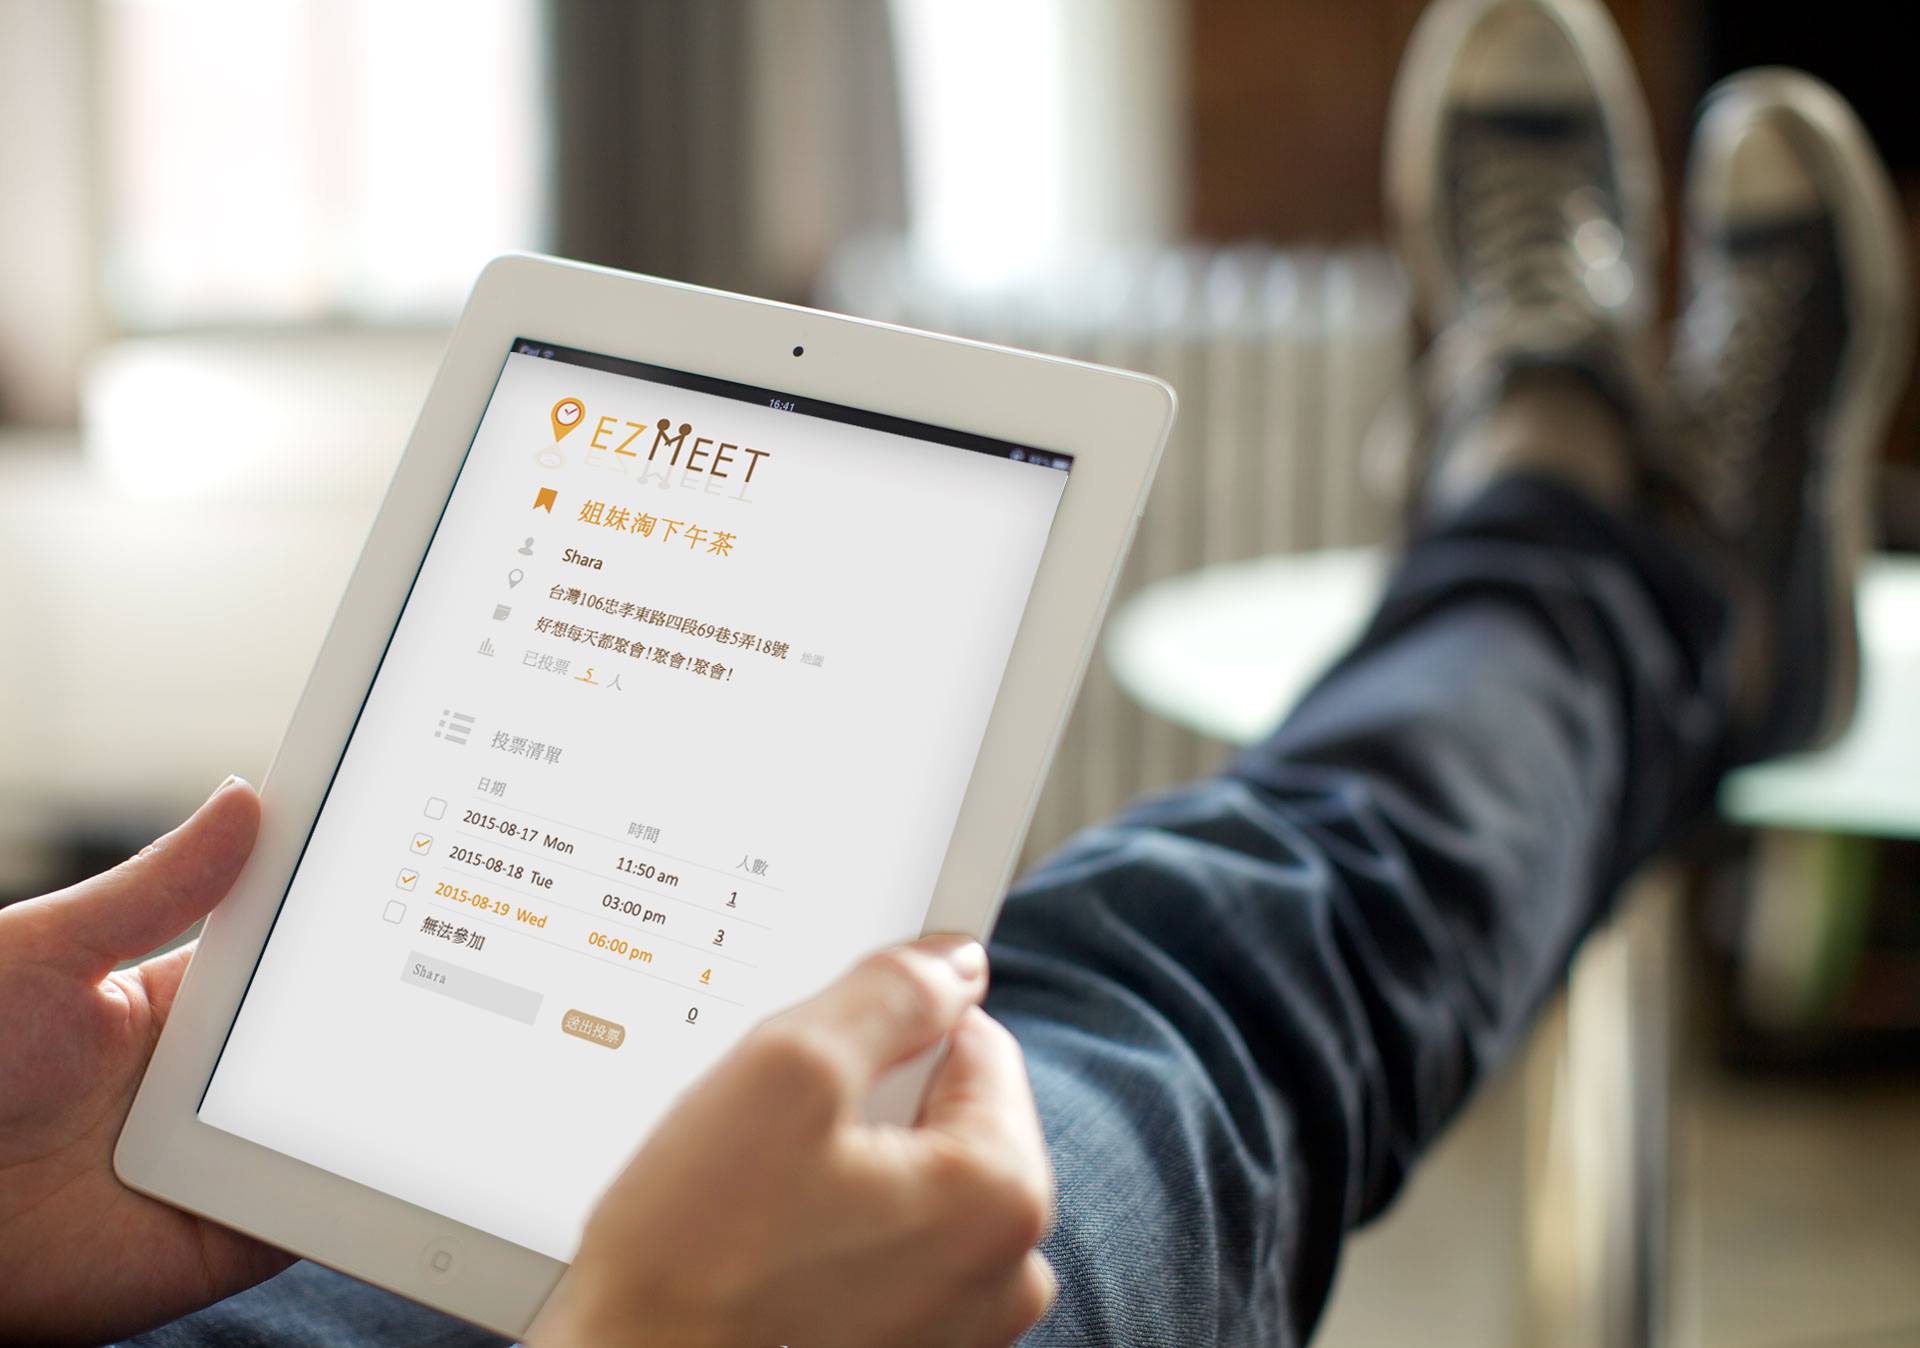 iPad
16:41
EZMEET
姐妹淘下午茶
Shara
台灣106忠孝東路四段69巷5弄18號 地圖
好想每天都聚會!聚會!聚會!
已投票 5 人
投票清單
日期 時間 人數
2015-08-17 Mon 11:50 am 1
2015-08-18 Tue 03:00 pm 3
2015-08-19 Wed 06:00 pm 4
無法參加 0
Shara
送出投票